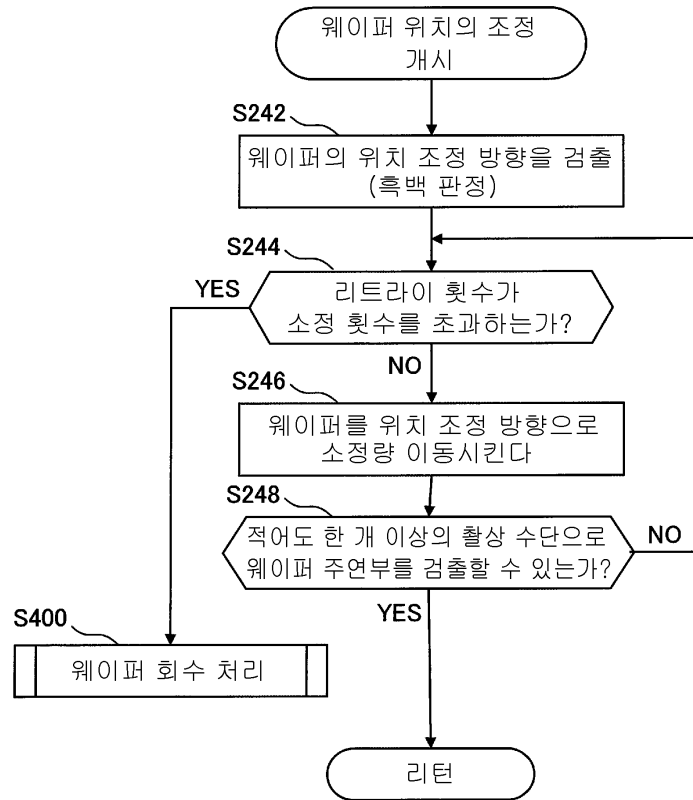 웨이퍼 위치의 조정
개시
S242
웨이퍼의 위치 조정 방향을 검출
(흑백 판정)
S244
YES
리트라이 횟수가
소정 횟수를 초과하는가?
NO
S246
웨이퍼를 위치 조정 방향으로
소정량 이동시킨다
S248
적어도 한 개 이상의 촬상 수단으로
웨이퍼 주연부를 검출할 수 있는가?
NO
YES
S400
웨이퍼 회수 처리
리턴